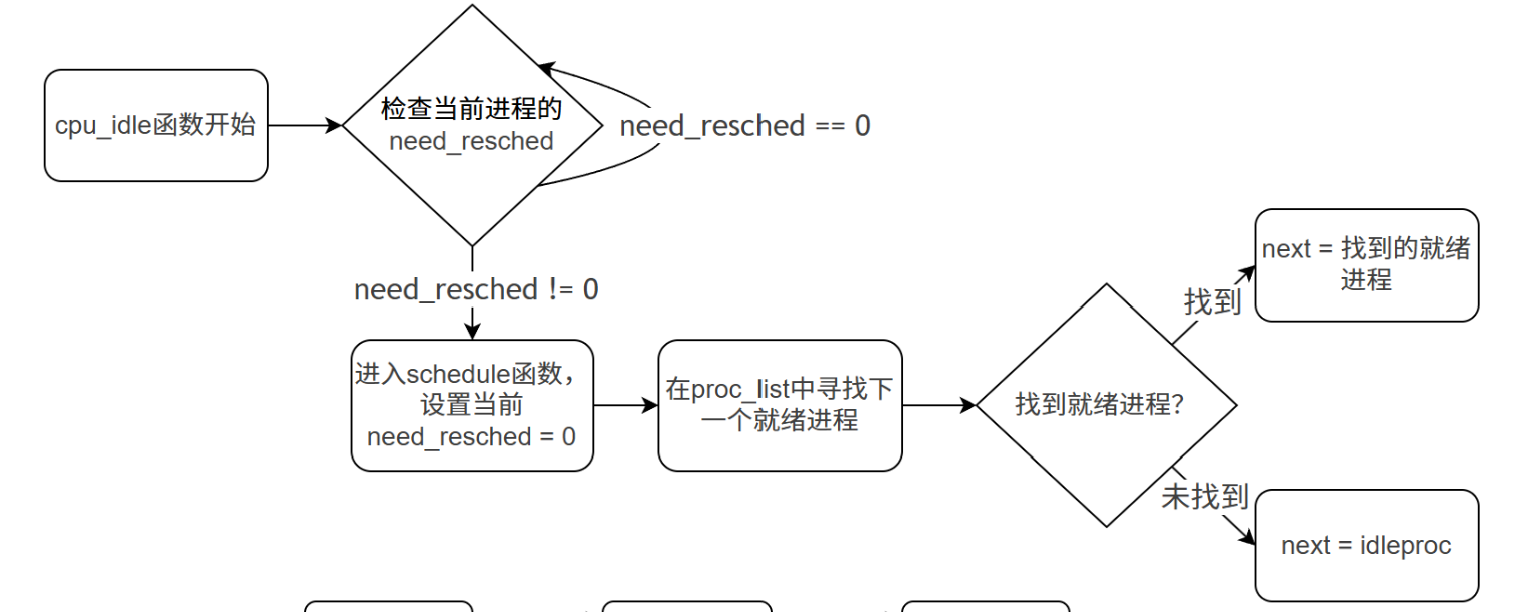 cpu_idle函数开始
检查当前进程的
need_resched
need_resched == 0
need_resched != 0
进入schedule函数，
设置当前
need_resched = 0
在proc_list中寻找下
一个就绪进程
找到就绪进程？
找到
next = 找到的就绪
进程
未找到
next = idleproc